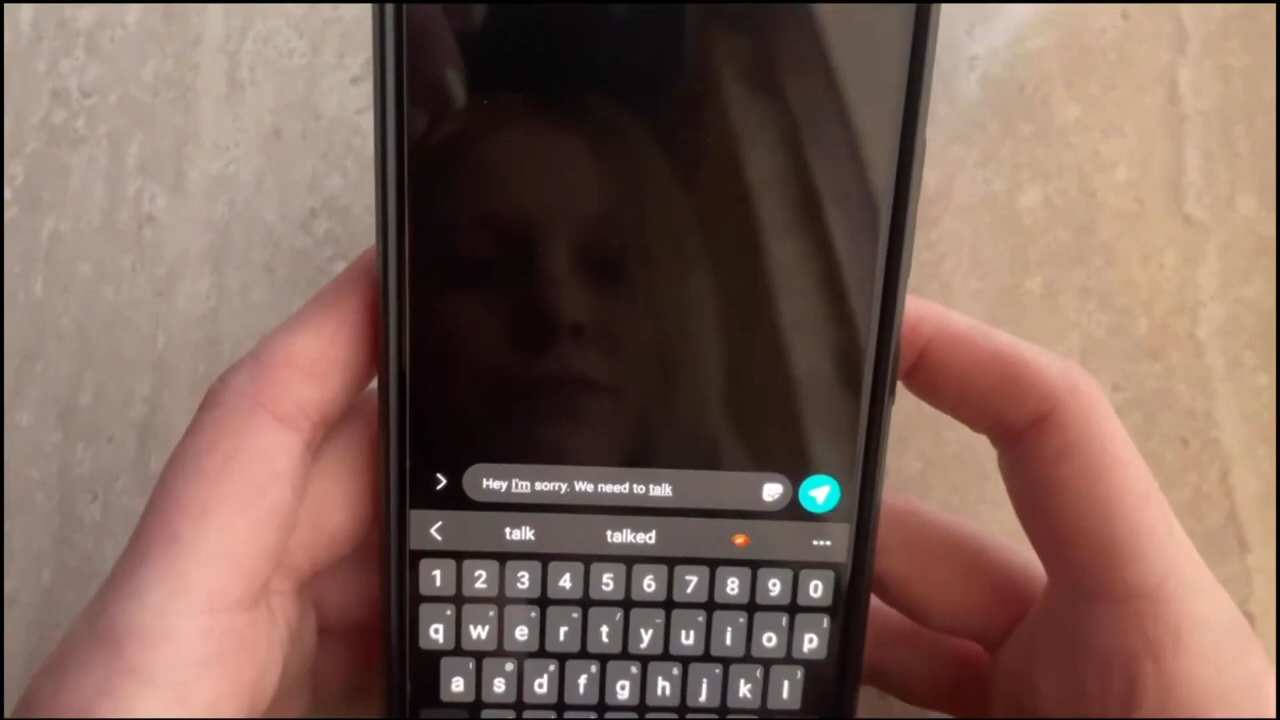 Hey I'm sorry. We need to talk
talk talked
1 2 3 4 5 6 7 8 9 0
q w e r t y u i o p
a s d f g h j k l